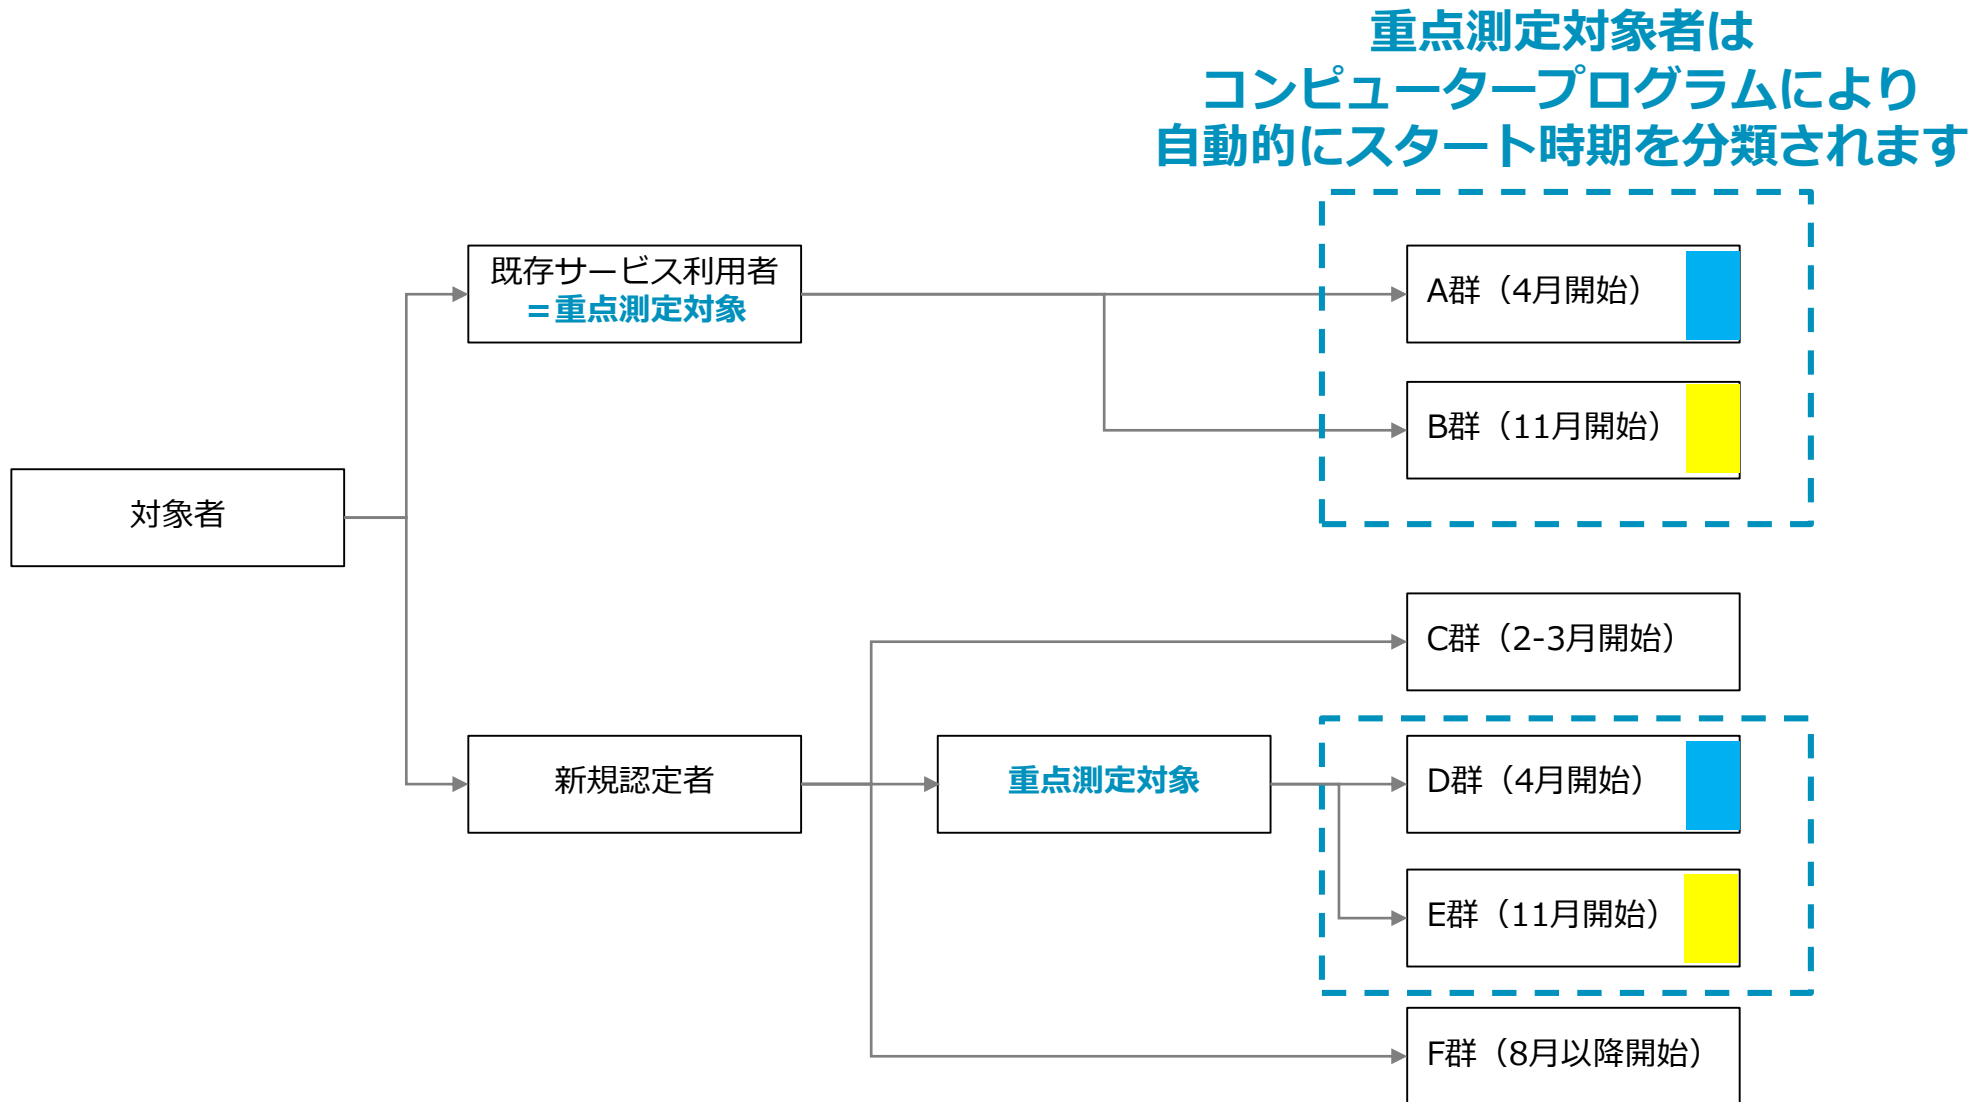 重点測定対象者は
コンピュータープログラムにより
自動的にスタート時期を分類されます
既存サービス利用者
=重点測定対象
A群（4月開始）
B群（11月開始）
対象者
C群（2-3月開始）
新規認定者
重点測定対象
D群（4月開始）
E群（11月開始）
F群（8月以降開始）